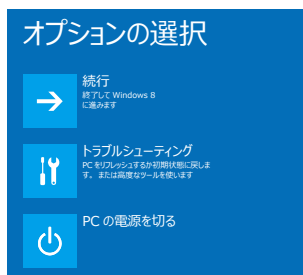 オプションの選択
続行
終了して Windows 8
に進みます
トラブルシューティング
PC をリフレッシュするか初期状態に戻しま
す。または高度なツールを使います
PC の電源を切る